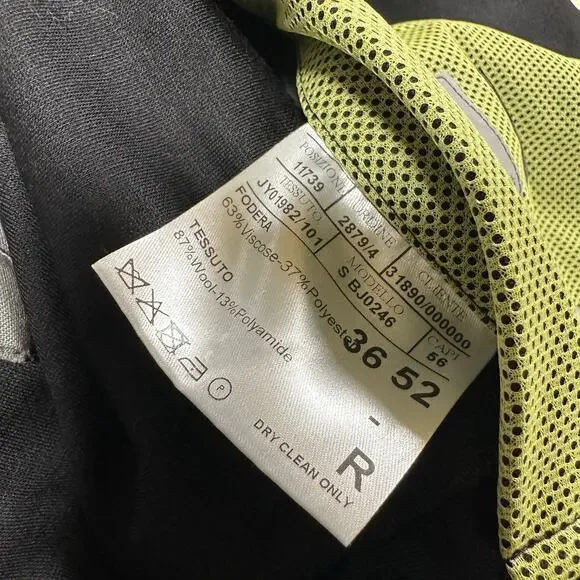 POSIZIONE ORDINE CLIENTE
11739 2879/4 31890/000000
TESSUTO MODELLO CAPI
JY01982/101 S BJ0246 56
FODERA
63%Viscose-37%Polyester
36 52
TESSUTO
87%Wool-13%Polyamide
-
R
P
DRY CLEAN ONLY